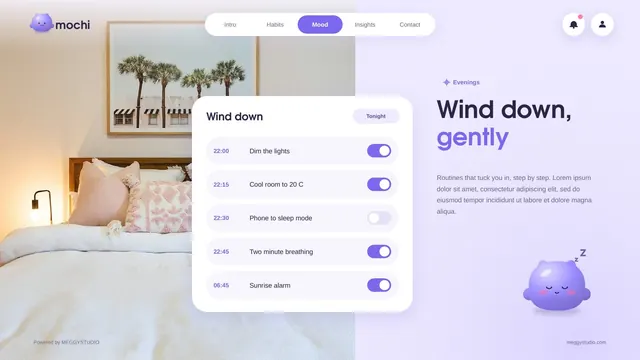 mochi
Intro
Habits
Mood
Insights
Contact
Evenings
Wind down,
gently
Routines that tuck you in, step by step. Lorem ipsum
dolor sit amet, consectetur adipiscing elit, sed do
eiusmod tempor incididunt ut labore et dolore magna
aliqua.
Wind down
Tonight
22:00 Dim the lights
22:15 Cool room to 20 C
22:30 Phone to sleep mode
22:45 Two minute breathing
06:45 Sunrise alarm
z z Z
Powered by MEGGYSTUDIO
meggystudio.com